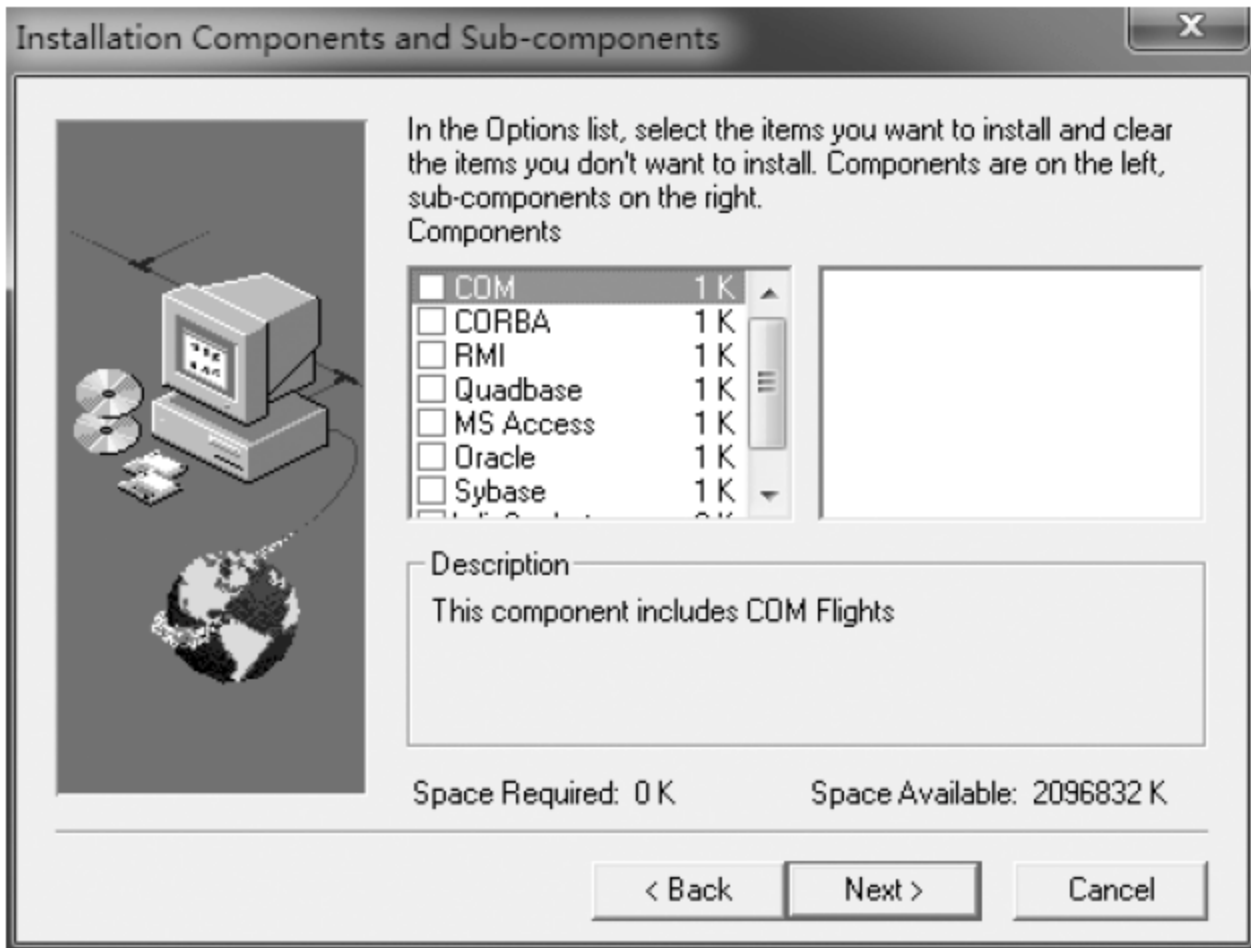 Installation Components and Sub-components
In the Options list, select the items you want to install and clear
the items you don't want to install. Components are on the left,
sub-components on the right.
Components
COM 1 K
CORBA 1 K
RMI 1 K
Quadbase 1 K
MS Access 1 K
Oracle 1 K
Sybase 1 K
Description
This component includes COM Flights
Space Required: 0 K Space Available: 2096832 K
< Back Next > Cancel